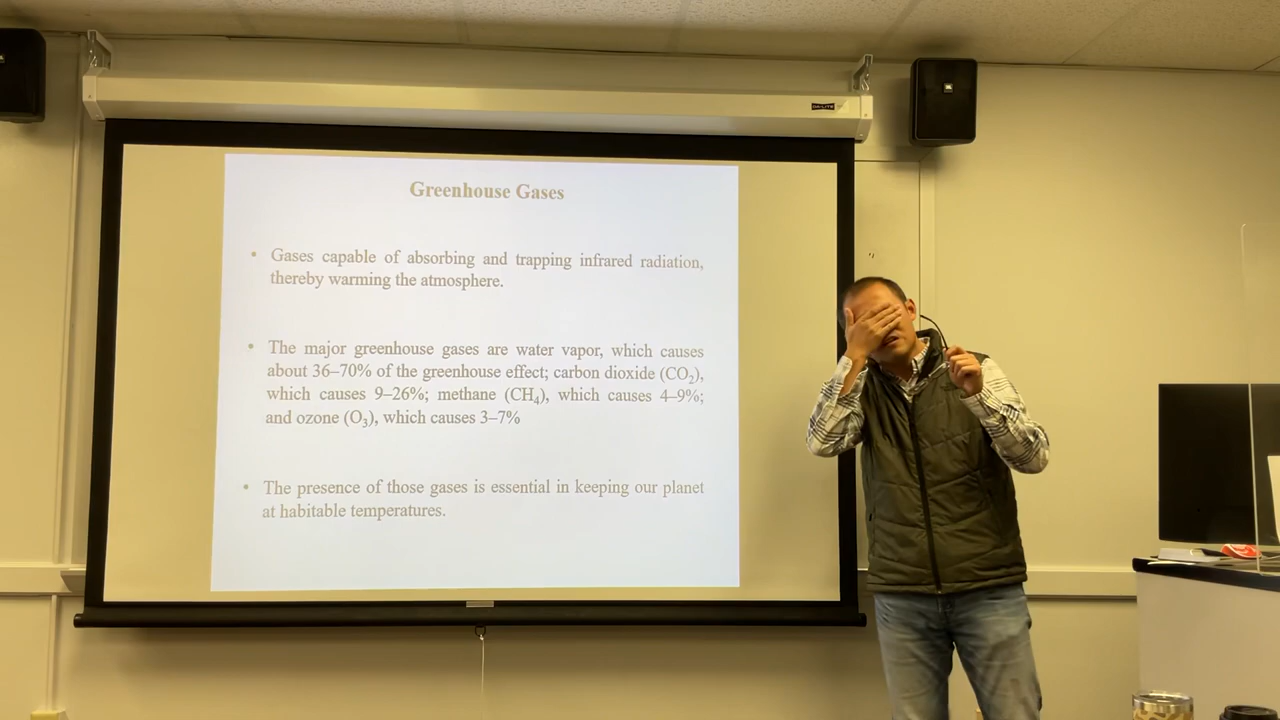 DA-LITE
JBL
Greenhouse Gases
• Gases capable of absorbing and trapping infrared radiation,
thereby warming the atmosphere.
• The major greenhouse gases are water vapor, which causes
about 36–70% of the greenhouse effect; carbon dioxide (CO₂),
which causes 9–26%; methane (CH₄), which causes 4–9%;
and ozone (O₃), which causes 3–7%
• The presence of those gases is essential in keeping our planet
at habitable temperatures.